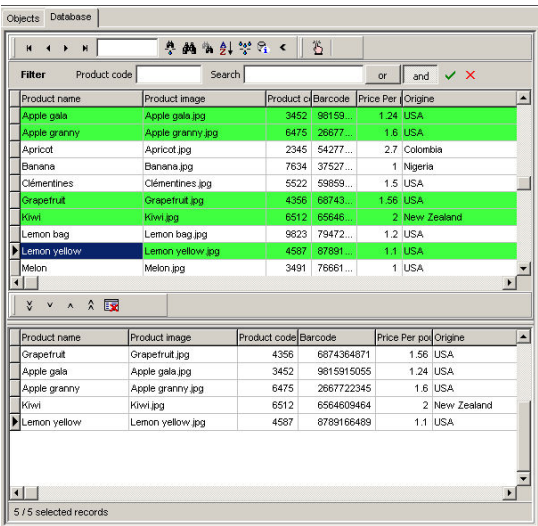 Objects Database
Filter Product code Search or and
Product name Product image Product c Barcode Price Per Origine
Apple gala Apple gala.jpg 3452 98159... 1.24 USA
Apple granny Apple granny.jpg 6475 26677... 1.6 USA
Apricot Apricot.jpg 2345 54277... 2.7 Colombia
Banana Banana.jpg 7634 37527... 1 Nigeria
Clémentines Clémentines.jpg 5522 59859... 1.5 USA
Grapefruit Grapefruit.jpg 4356 68743... 1.56 USA
Kiwi Kiwi.jpg 6512 65646... 2 New Zealand
Lemon bag Lemon bag.jpg 9823 79472... 1.2 USA
Lemon yellow Lemon yellow.jpg 4587 87891... 1.1 USA
Melon Melon.jpg 3491 76661... 1 USA
Product name Product image Product code Barcode Price Per pou Origine
Grapefruit Grapefruit.jpg 4356 6874364871 1.56 USA
Apple gala Apple gala.jpg 3452 9815915055 1.24 USA
Apple granny Apple granny.jpg 6475 2667722345 1.6 USA
Kiwi Kiwi.jpg 6512 6564609464 2 New Zealand
Lemon yellow Lemon yellow.jpg 4587 8789166489 1.1 USA
5 / 5 selected records